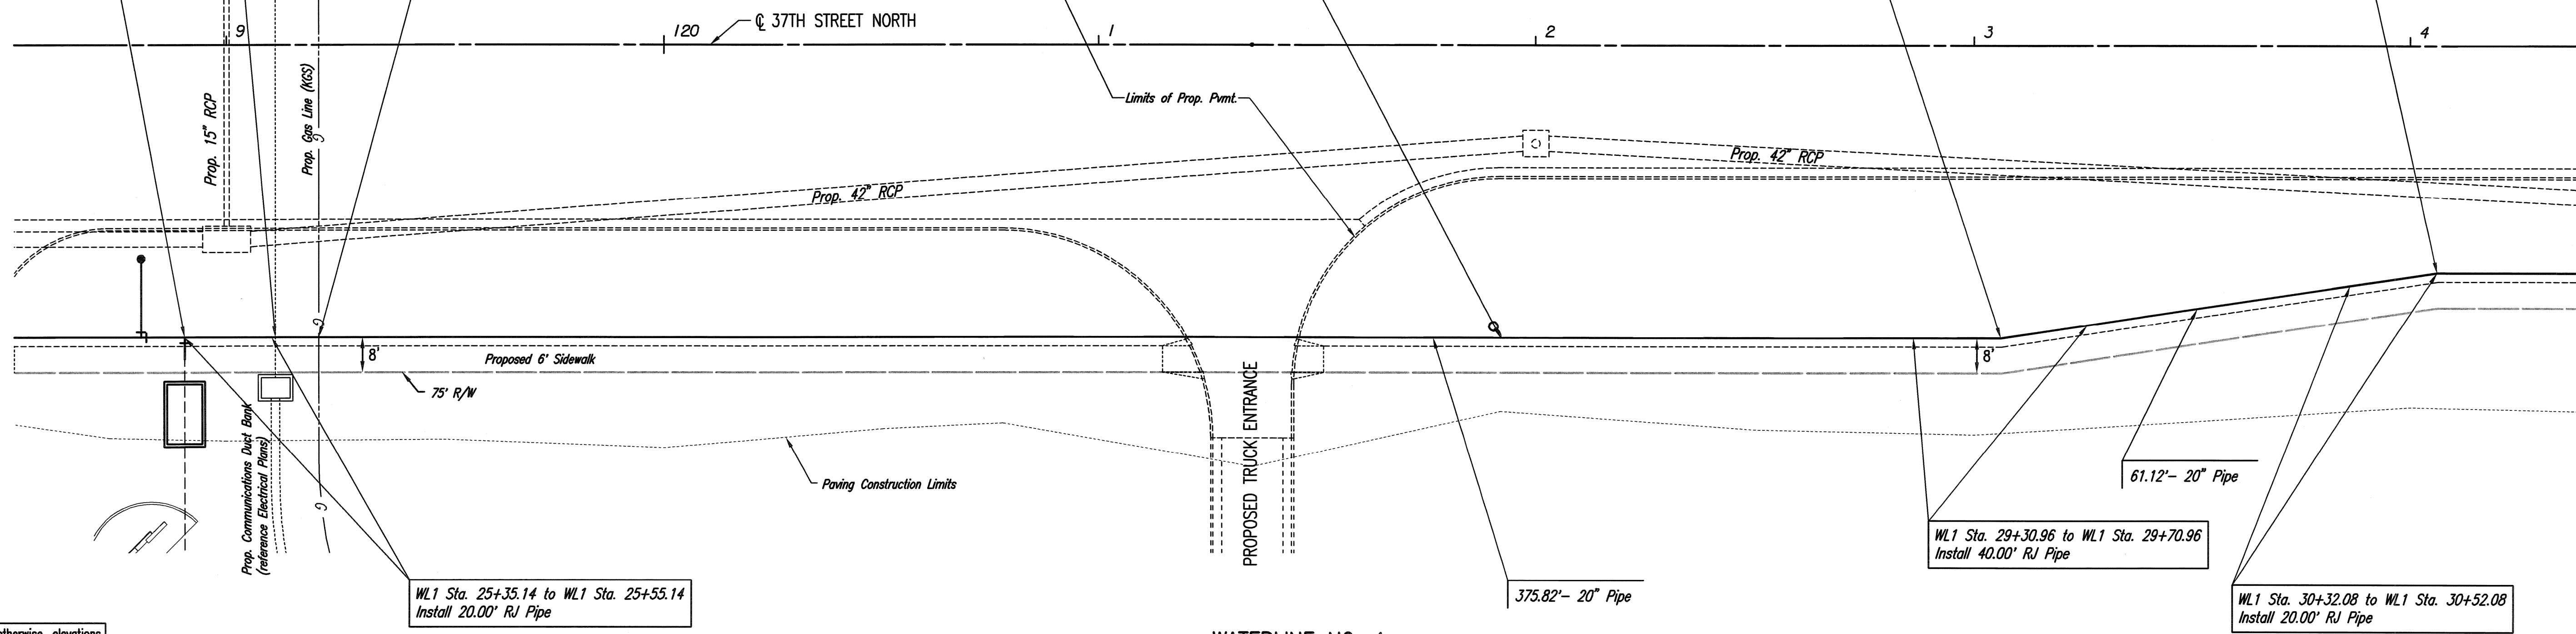 ℄ 37TH STREET NORTH
9
120
1
2
3
4
Prop. 15" RCP
Prop. Gas Line (KGS)
G
Limits of Prop. Pvmt.
Prop. 42" RCP
Prop. 42" RCP
G
8'
Proposed 6' Sidewalk
8'
75' R/W
Prop. Communications Duct Bank
(reference Electrical Plans)
G
Paving Construction Limits
PROPOSED TRUCK ENTRANCE
61.12'- 20" Pipe
WL1 Sta. 29+30.96 to WL1 Sta. 29+70.96
Install 40.00' RJ Pipe
WL1 Sta. 25+35.14 to WL1 Sta. 25+55.14
Install 20.00' RJ Pipe
375.82'- 20" Pipe
WL1 Sta. 30+32.08 to WL1 Sta. 30+52.08
Install 20.00' RJ Pipe
otherwise, elevations
WATERLINE NO.